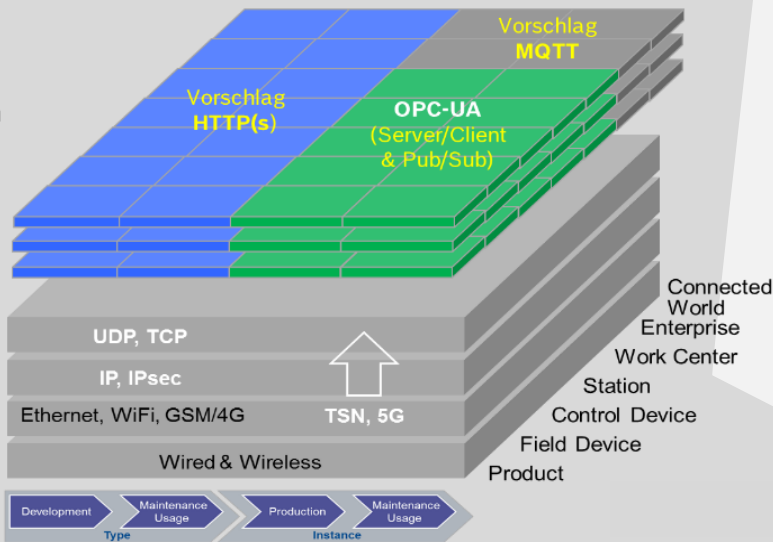 Vorschlag
MQTT
Vorschlag
HTTP(s)
OPC-UA
(Server/Client
& Pub/Sub)
UDP, TCP
IP, IPsec
Ethernet, WiFi, GSM/4G
TSN, 5G
Wired & Wireless
Connected
World
Enterprise
Work Center
Station
Control Device
Field Device
Product
Development
Maintenance
Usage
Production
Maintenance
Usage
Type
Instance